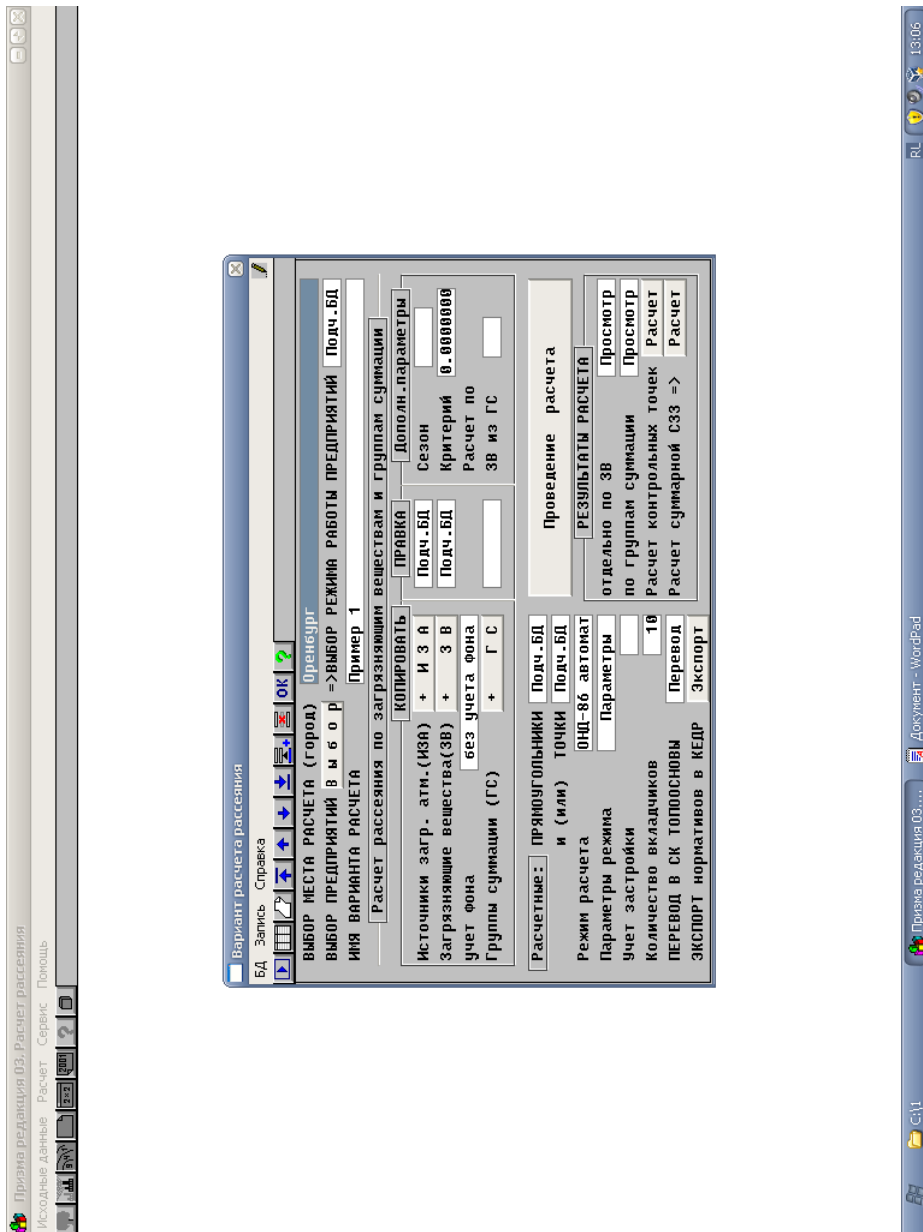 Призма редакция 03. Расчет рассеяния
Исходные данные Расчет Сервис Помощь
2×2 2001 ?
Вариант расчета рассеяния
БД Запись Справка
OK ?
ВЫБОР МЕСТА РАСЧЕТА (город) Оренбург
ВЫБОР ПРЕДПРИЯТИЙ В ы б о р =>ВЫБОР РЕЖИМА РАБОТЫ ПРЕДПРИЯТИЙ Подч.БД
ИМЯ ВАРИАНТА РАСЧЕТА Пример 1
Расчет рассеяния по загрязняющим веществам и группам суммации
КОПИРОВАТЬ ПРАВКА Дополн.параметры
Источники загр. атм.(ИЗА) + И З А Подч.БД Сезон
Загрязняющие вещества(ЗВ) + З В Подч.БД Критерий 0.0000000
учет фона без учета фона Расчет по
Группы суммации (ГС) + Г С ЗВ из ГС
Расчетные: ПРЯМОУГОЛЬНИКИ Подч.БД Проведение расчета
и (или) ТОЧКИ Подч.БД
Режим расчета ОНД-86 автомат РЕЗУЛЬТАТЫ РАСЧЕТА
Параметры режима Параметры отдельно по ЗВ Просмотр
Учет застройки по группам суммации Просмотр
Количество вкладчиков 10 Расчет контрольных точек Расчет
ПЕРЕВОД В СК ТОПООСНОВЫ Перевод Расчет суммарной СЗЗ => Расчет
ЭКСПОРТ нормативов в КЕДР Экспорт
C:\1 Призма редакция 03.... Документ - WordPad RL 13:06